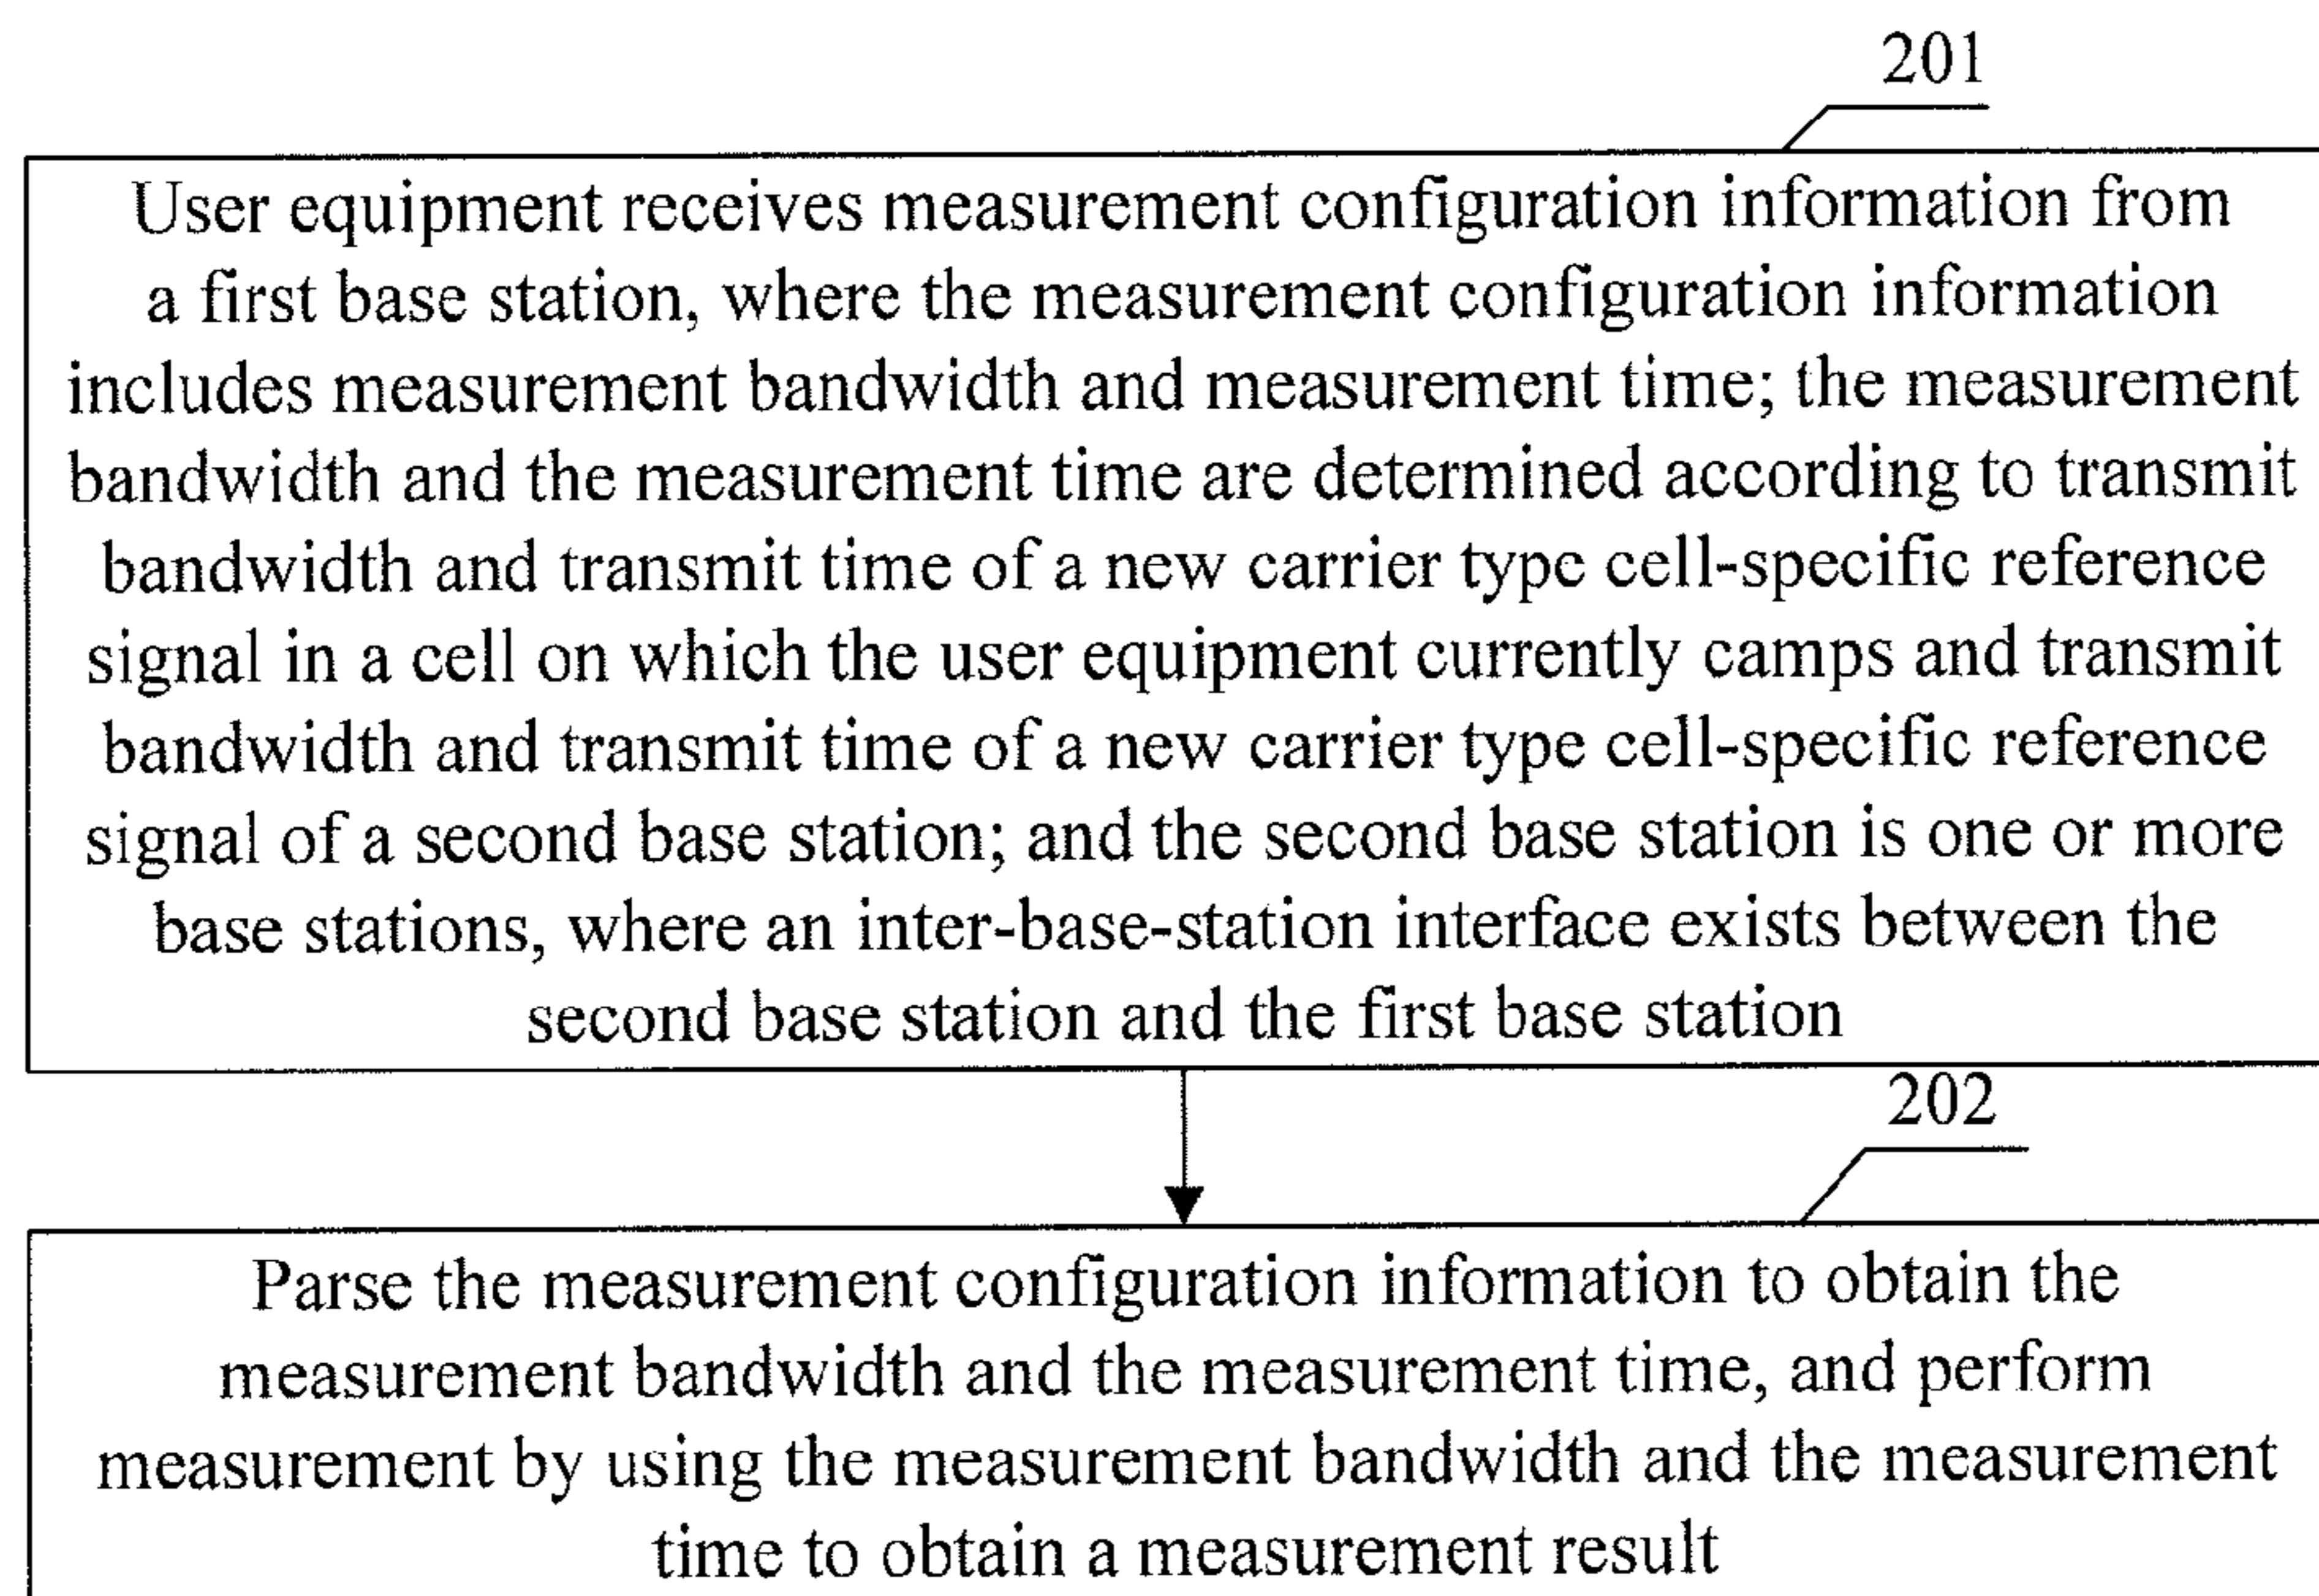 201
User equipment receives measurement configuration information from
a first base station, where the measurement configuration information
includes measurement bandwidth and measurement time; the measurement
bandwidth and the measurement time are determined according to transmit
bandwidth and transmit time of a new carrier type cell-specific reference
signal in a cell on which the user equipment currently camps and transmit
bandwidth and transmit time of a new carrier type cell-specific reference
signal of a second base station; and the second base station is one or more
base stations, where an inter-base-station interface exists between the
second base station and the first base station
202
Parse the measurement configuration information to obtain the
measurement bandwidth and the measurement time, and perform
measurement by using the measurement bandwidth and the measurement
time to obtain a measurement result